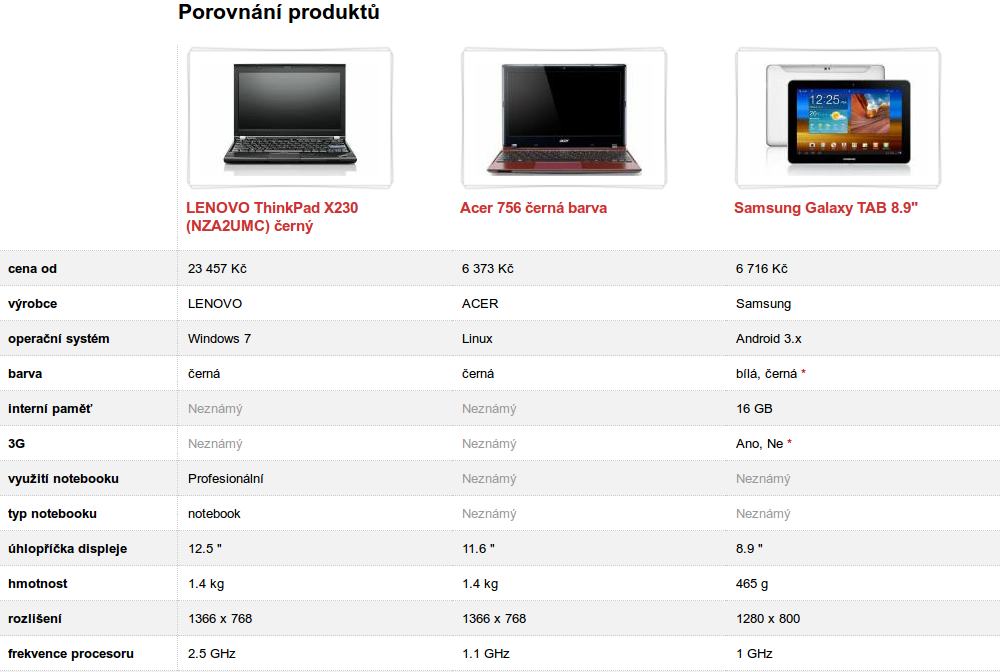 Porovnání produktů
12:25
acer
SAMSUNG
LENOVO ThinkPad X230
(NZA2UMC) černý
Acer 756 černá barva
Samsung Galaxy TAB 8.9"
cena od 23 457 Kč 6 373 Kč 6 716 Kč
výrobce LENOVO ACER Samsung
operační systém Windows 7 Linux Android 3.x
barva černá černá bílá, černá *
interní paměť Neznámý Neznámý 16 GB
3G Neznámý Neznámý Ano, Ne *
využití notebooku Profesionální Neznámý Neznámý
typ notebooku notebook Neznámý Neznámý
úhlopříčka displeje 12.5 " 11.6 " 8.9 "
hmotnost 1.4 kg 1.4 kg 465 g
rozlišení 1366 x 768 1366 x 768 1280 x 800
frekvence procesoru 2.5 GHz 1.1 GHz 1 GHz